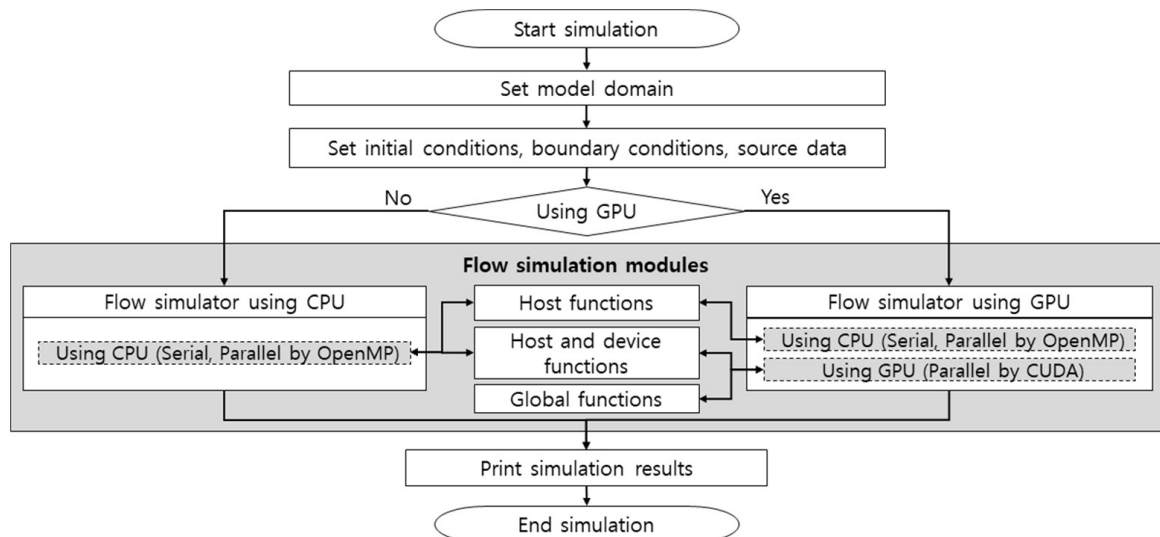 Start simulation
Set model domain
Set initial conditions, boundary conditions, source data
No
Using GPU
Yes
Flow simulation modules
Flow simulator using CPU
Using CPU (Serial, Parallel by OpenMP)
Host functions
Host and device
functions
Global functions
Flow simulator using GPU
Using CPU (Serial, Parallel by OpenMP)
Using GPU (Parallel by CUDA)
Print simulation results
End simulation